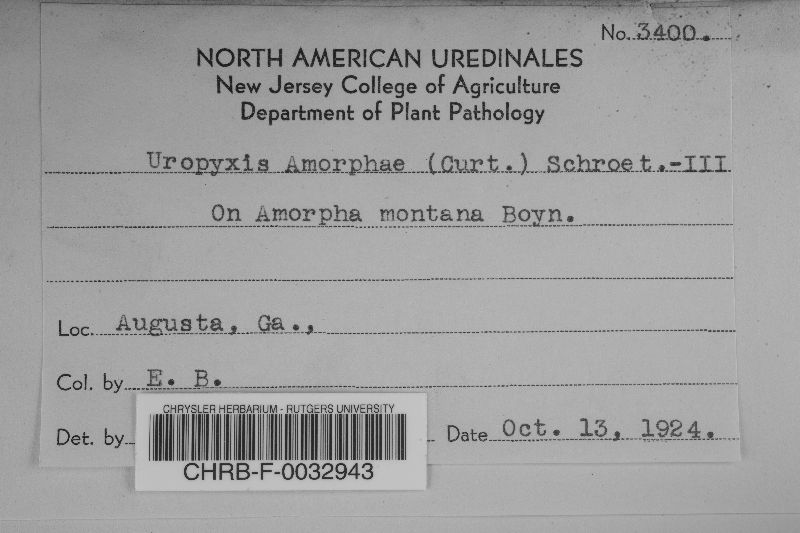 No. 3400.
NORTH AMERICAN UREDINALES
New Jersey College of Agriculture
Department of Plant Pathology
Uropyxis Amorphae (Curt.) Schroet.-III
On Amorpha montana Boyn.
Loc. Augusta, Ga.,
Col. by E. B.
Det. by
Date Oct. 13, 1924.
CHRYSLER HERBARIUM - RUTGERS UNIVERSITY
CHRB-F-0032943